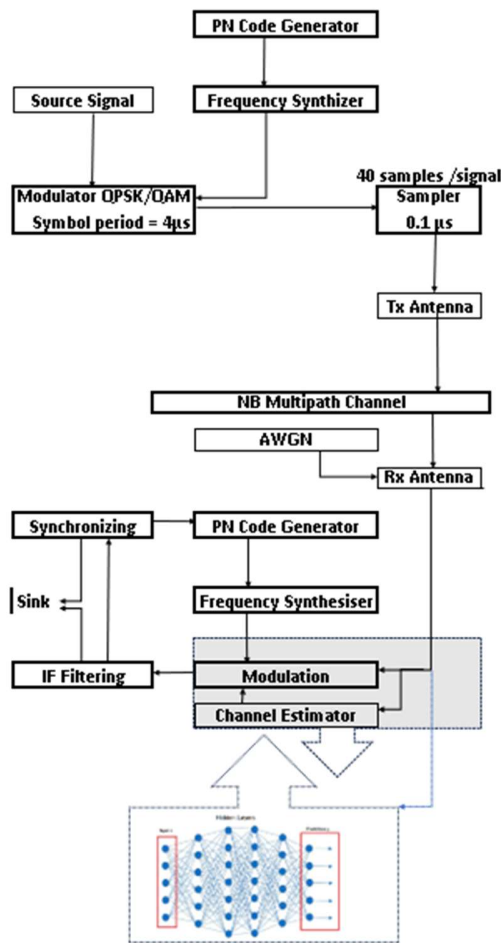 PN Code Generator
Source Signal
Frequency Synthizer
40 samples /signal
Modulator QPSK/QAM
Symbol period = 4µs
Sampler
0.1 µs
Tx Antenna
NB Multipath Channel
AWGN
Rx Antenna
Synchronizing
PN Code Generator
Sink
Frequency Synthesiser
IF Filtering
Modulation
Channel Estimator
Hidden Layers